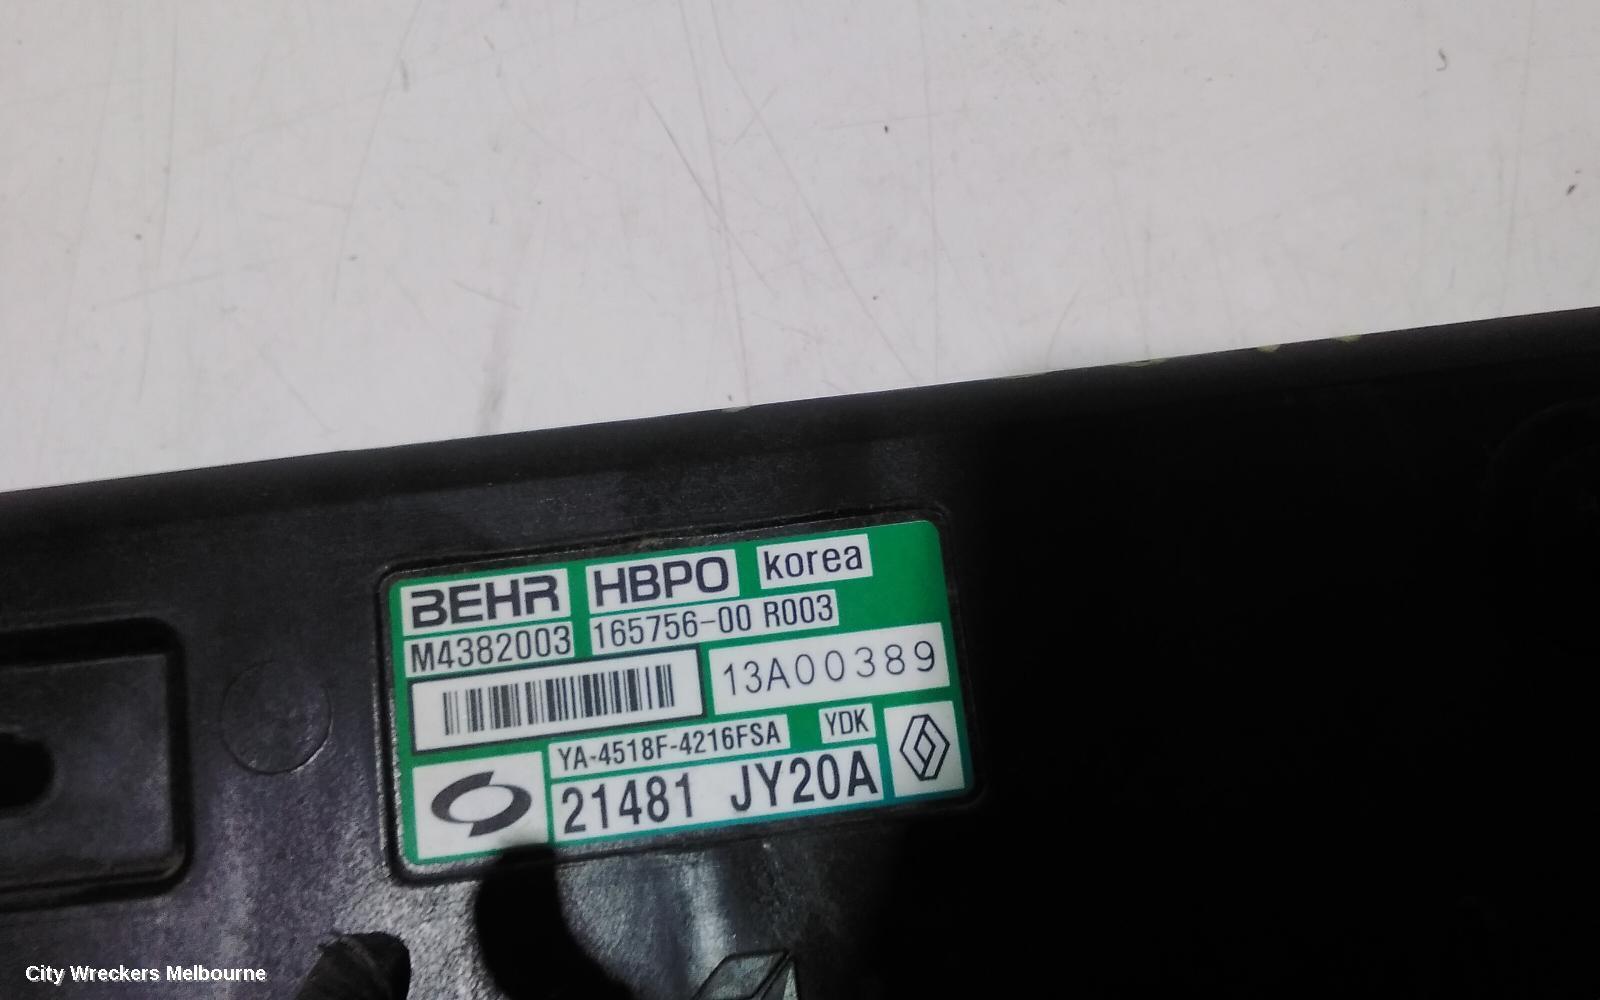 BEHR HBPO korea
M4382003 165756-00 R003
13A00389
YA-4518F-4216FSA YDK
21481 JY20A
City Wreckers Melbourne